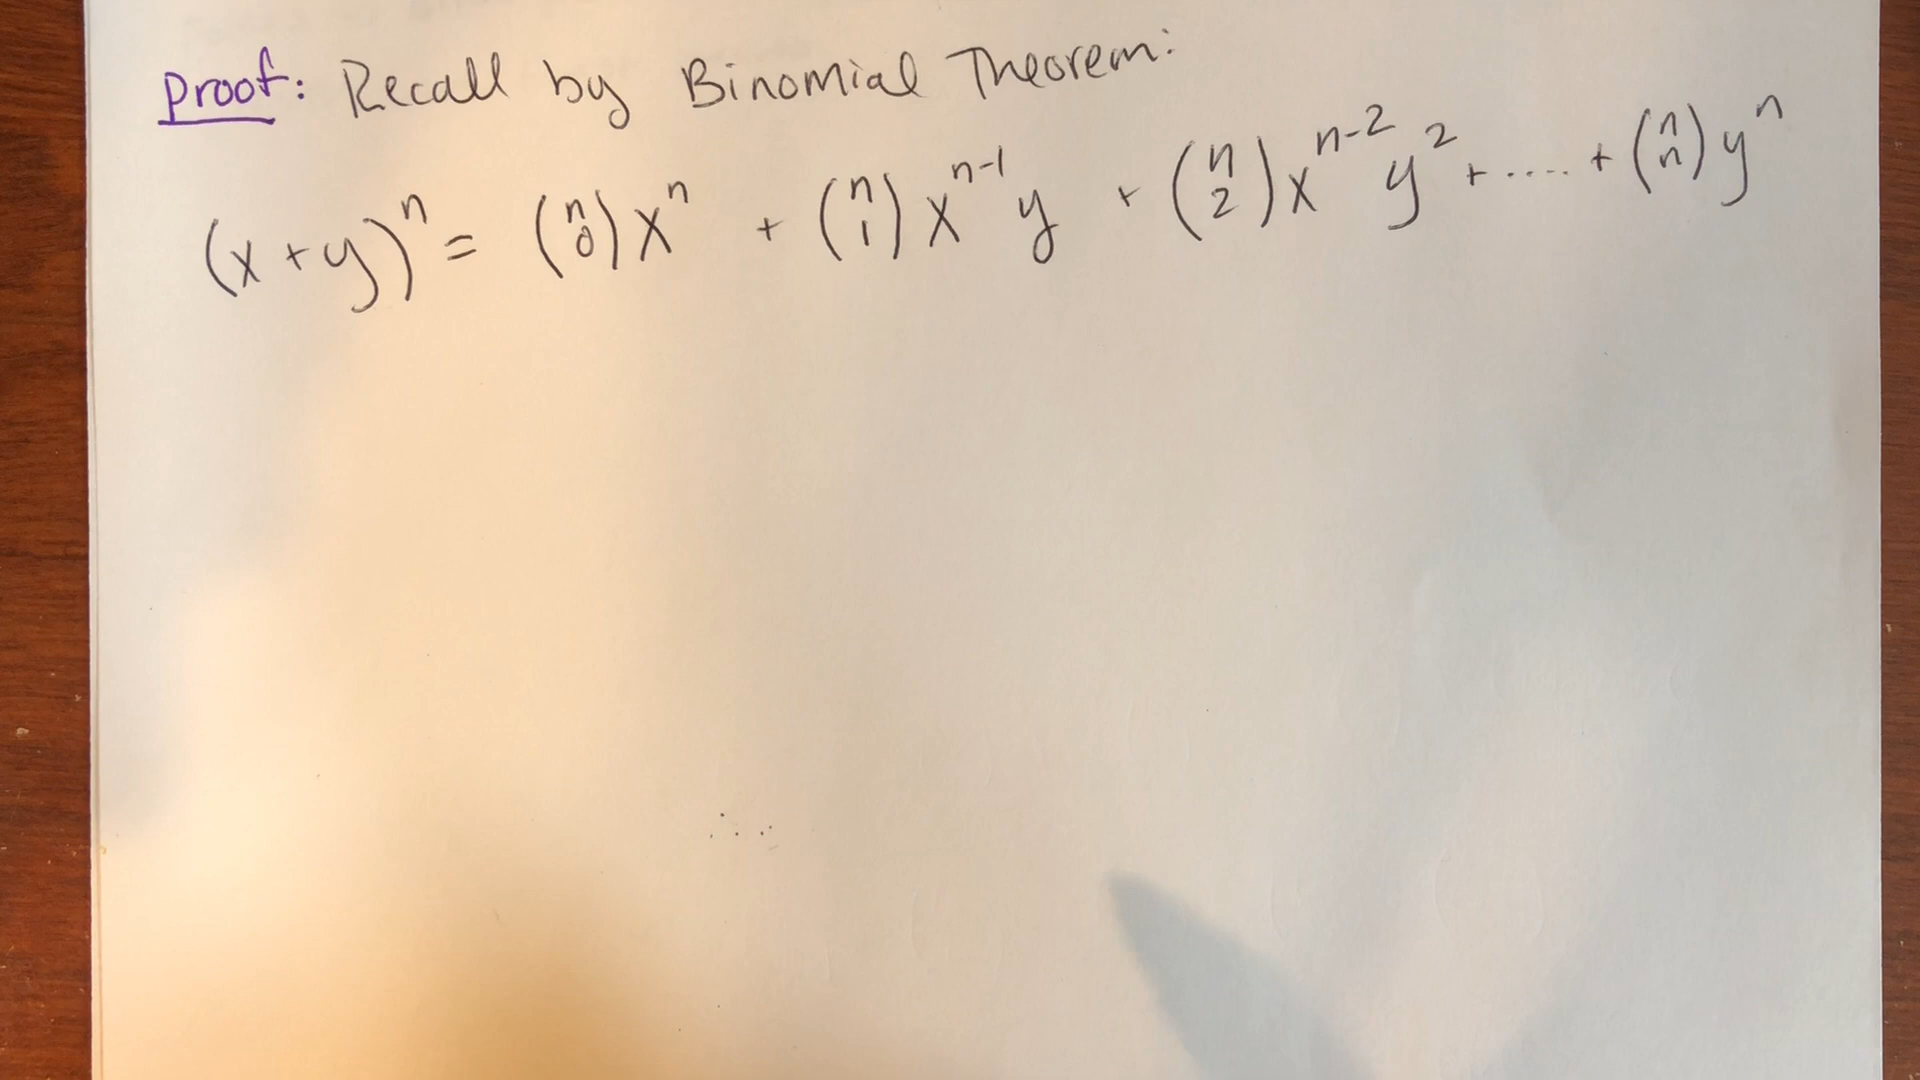 Proof: Recall by Binomial Theorem:
(x+y)^n = (n 0) x^n + (n 1) x^{n-1} y + (n 2) x^{n-2} y^2 + ..... + (n n) y^n